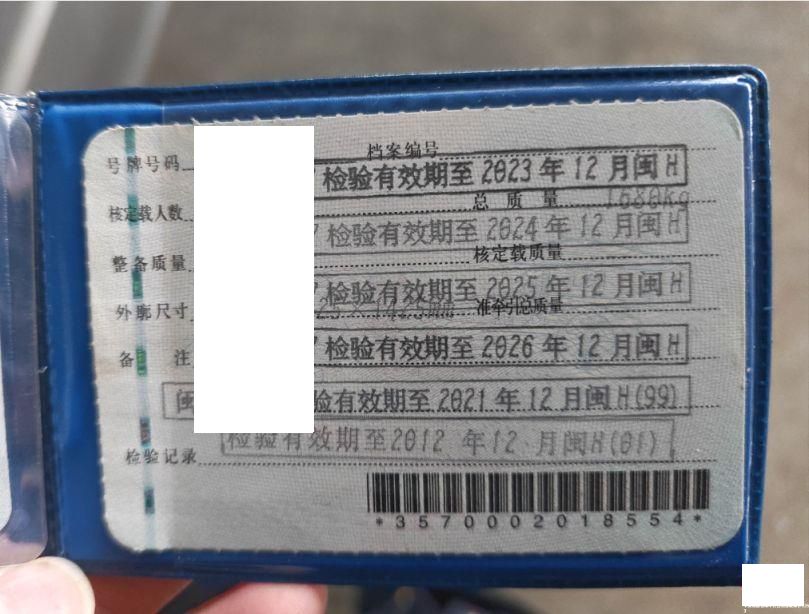 档案编号
号牌号码 检验有效期至2023年12月闽H
总质量 1680kg
核定载人数 检验有效期至2024年12月闽H
核定载质量
整备质量 检验有效期至2025年12月闽H
外廓尺寸 准牵引总质量
备注 检验有效期至2026年12月闽H
闽 验有效期至2021年12月闽H(99)
检验有效期至2012年12月闽H(01)
检验记录
*3570002018554*